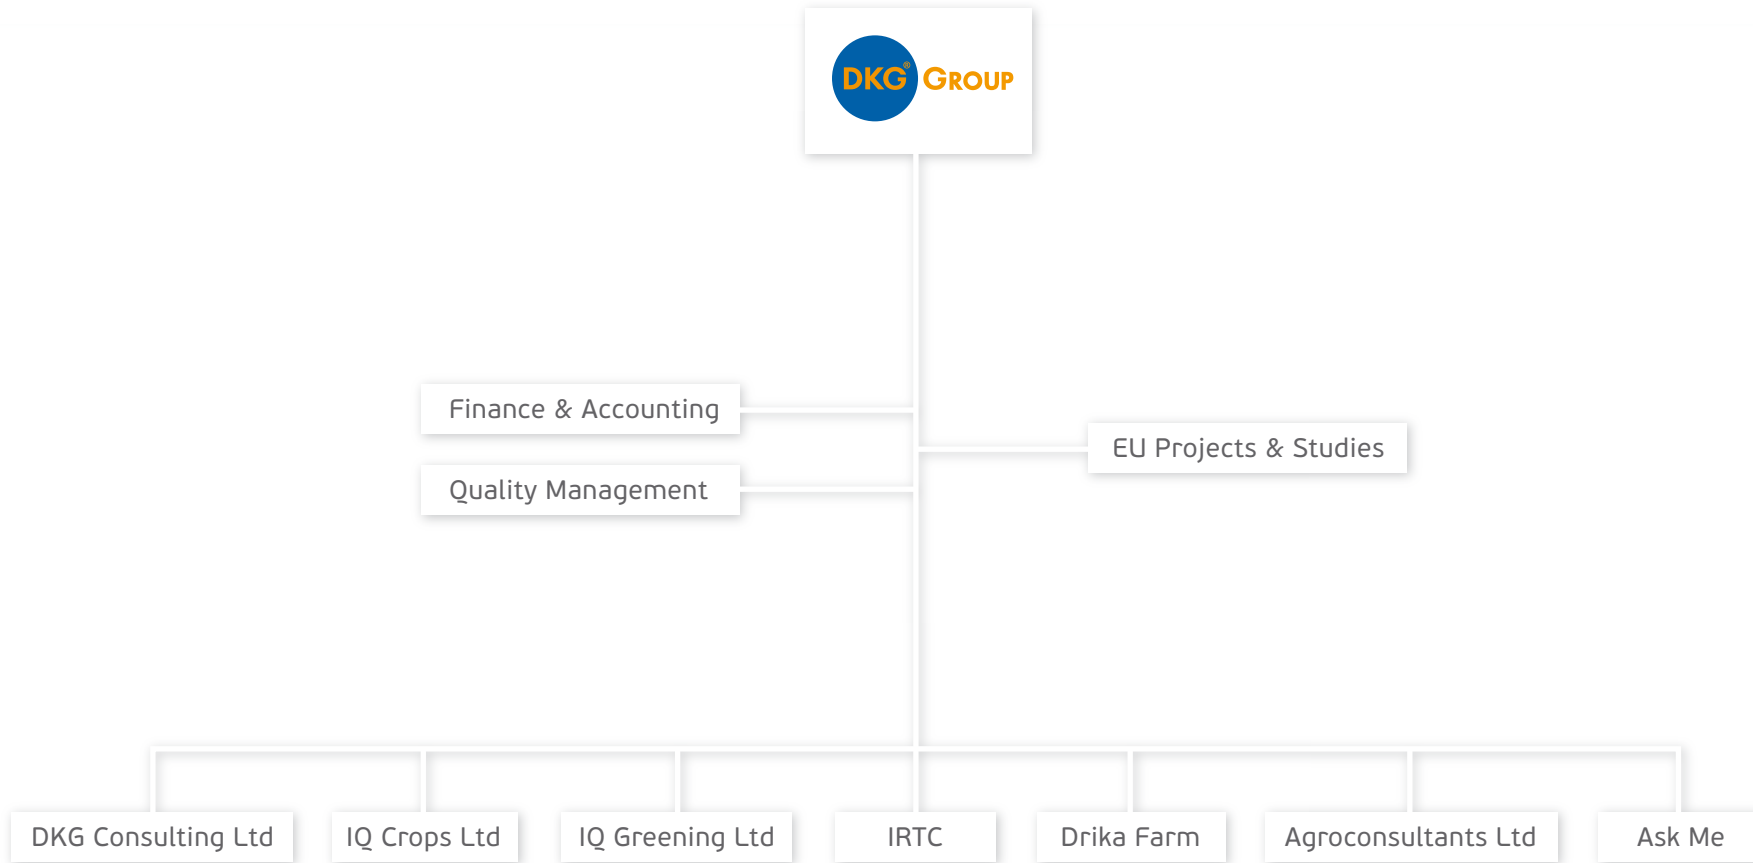 DKG® GROUP
Finance & Accounting
EU Projects & Studies
Quality Management
DKG Consulting Ltd
IQ Crops Ltd
IQ Greening Ltd
IRTC
Drika Farm
Agroconsultants Ltd
Ask Me